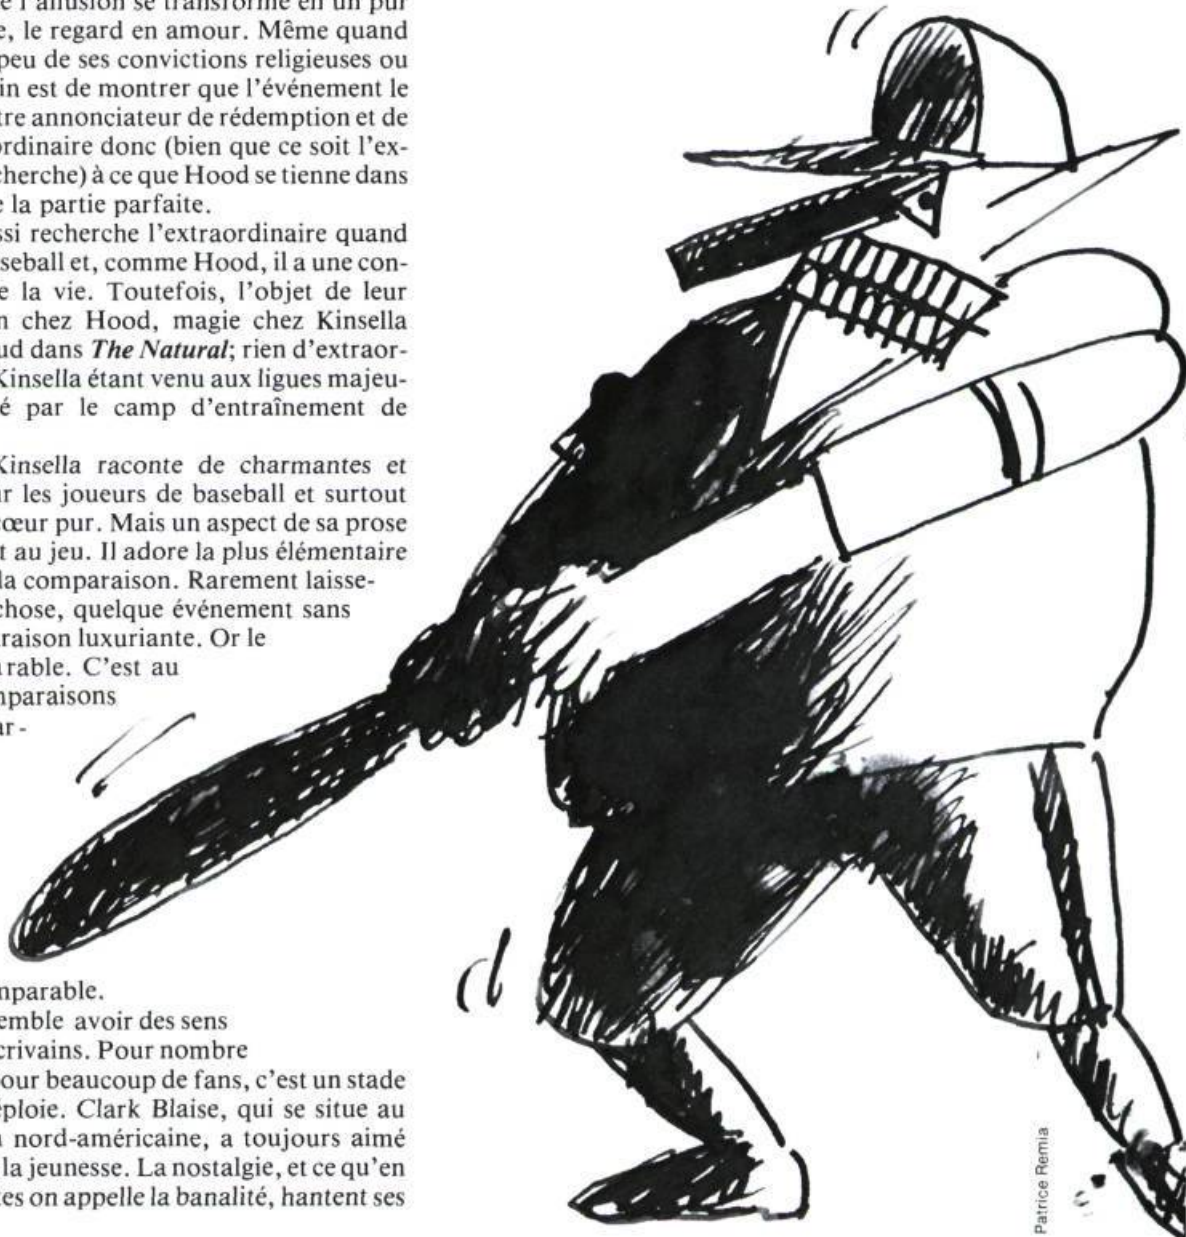 e l'allusion se transforme en un pur
e, le regard en amour. Même quand
peu de ses convictions religieuses ou
in est de montrer que l'événement le
tre annonciateur de rédemption et de
ordinaire donc (bien que ce soit l'ex-
cherche) à ce que Hood se tienne dans
e la partie parfaite.
ssi recherche l'extraordinaire quand
seball et, comme Hood, il a une con-
e la vie. Toutefois, l'objet de leur
n chez Hood, magie chez Kinsella
ud dans The Natural; rien d'extraor-
Kinsella étant venu aux ligues majeu-
é par le camp d'entraînement de
Kinsella raconte de charmantes et
ur les joueurs de baseball et surtout
cœur pur. Mais un aspect de sa prose
t au jeu. Il adore la plus élémentaire
la comparaison. Rarement laisse-
chose, quelque événement sans
raison luxuriante. Or le
rable. C'est au
nparaisons
ar-
nparable.
emble avoir des sens
crivains. Pour nombre
our beaucoup de fans, c'est un stade
éploie. Clark Blaise, qui se situe au
n nord-américaine, a toujours aimé
la jeunesse. La nostalgie, et ce qu'en
tes on appelle la banalité, hantent ses
Patrice Remia